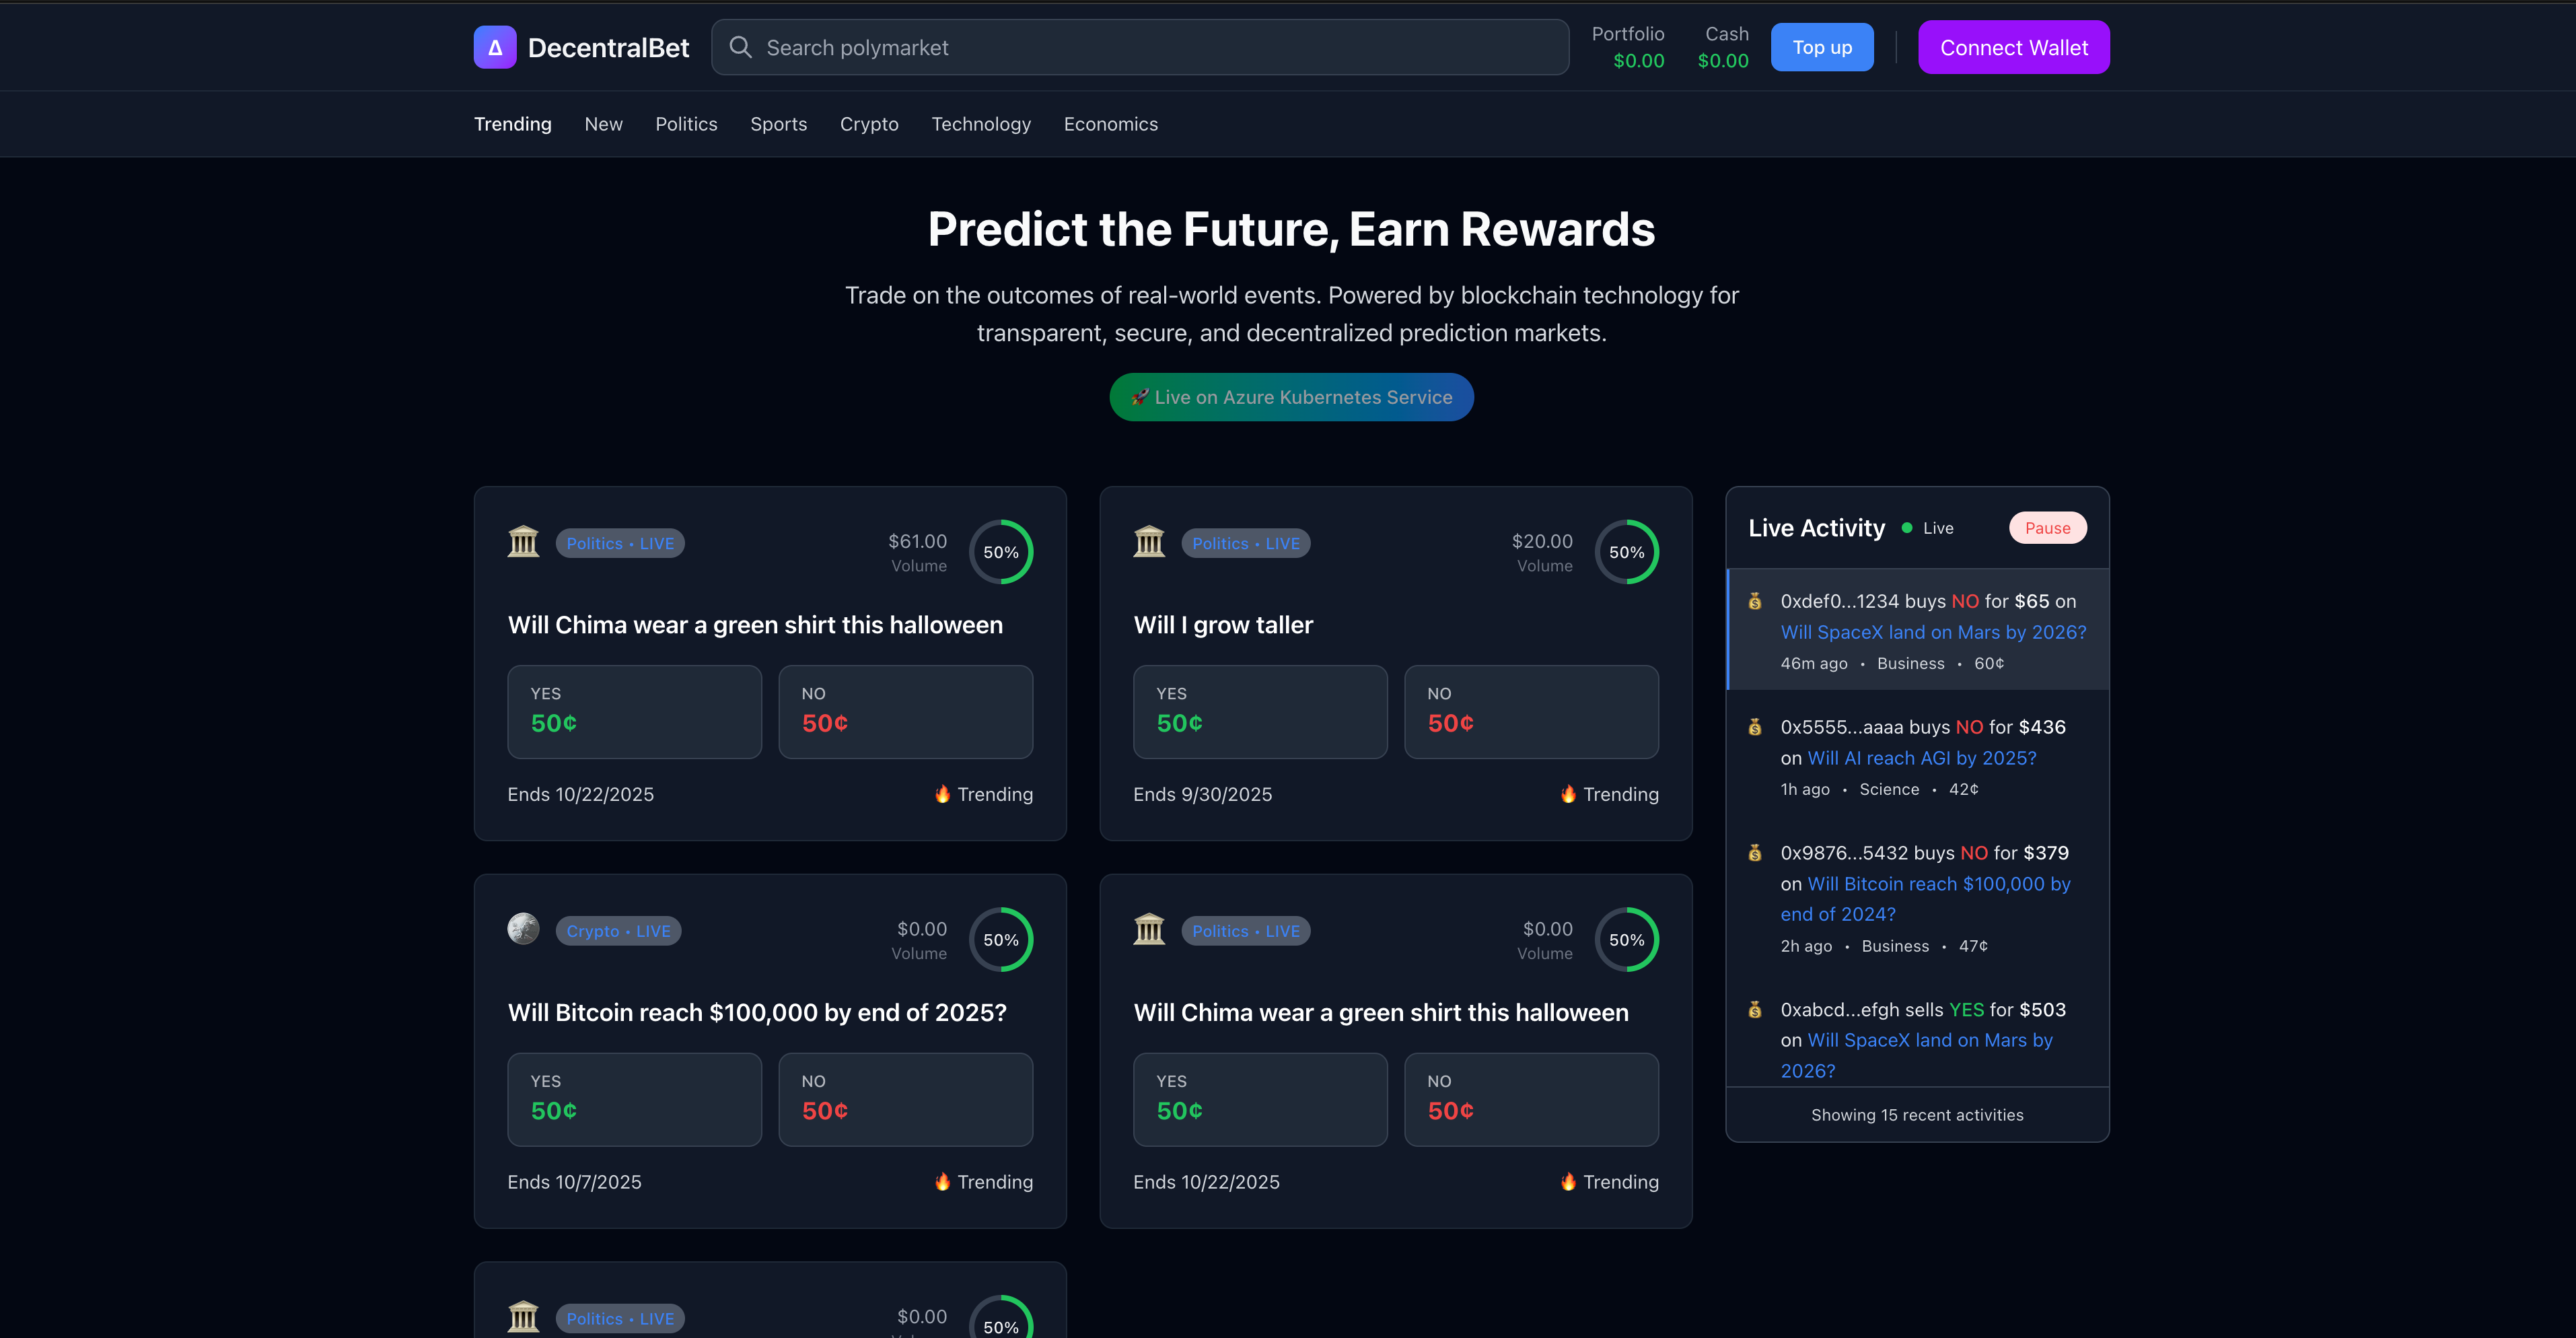 Δ DecentralBet
Search polymarket
Portfolio
$0.00
Cash
$0.00
Top up
Connect Wallet
Trending New Politics Sports Crypto Technology Economics
Predict the Future, Earn Rewards
Trade on the outcomes of real-world events. Powered by blockchain technology for
transparent, secure, and decentralized prediction markets.
🚀 Live on Azure Kubernetes Service
Politics • LIVE
$61.00
Volume
50%
Will Chima wear a green shirt this halloween
YES
50¢
NO
50¢
Ends 10/22/2025
🔥 Trending
Politics • LIVE
$20.00
Volume
50%
Will I grow taller
YES
50¢
NO
50¢
Ends 9/30/2025
🔥 Trending
Crypto • LIVE
$0.00
Volume
50%
Will Bitcoin reach $100,000 by end of 2025?
YES
50¢
NO
50¢
Ends 10/7/2025
🔥 Trending
Politics • LIVE
$0.00
Volume
50%
Will Chima wear a green shirt this halloween
YES
50¢
NO
50¢
Ends 10/22/2025
🔥 Trending
Politics • LIVE
$0.00
50%
Live Activity
Live
Pause
0xdef0...1234 buys NO for $65 on
Will SpaceX land on Mars by 2026?
46m ago • Business • 60¢
0x5555...aaaa buys NO for $436
on Will AI reach AGI by 2025?
1h ago • Science • 42¢
0x9876...5432 buys NO for $379
on Will Bitcoin reach $100,000 by
end of 2024?
2h ago • Business • 47¢
0xabcd...efgh sells YES for $503
on Will SpaceX land on Mars by
2026?
Showing 15 recent activities